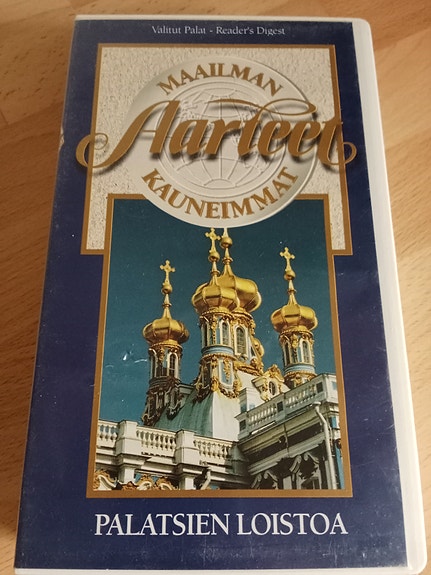 Valitut Palat - Reader's Digest
MAAILMAN
Aarteet
KAUNEIMMAT
PALATSIEN LOISTOA